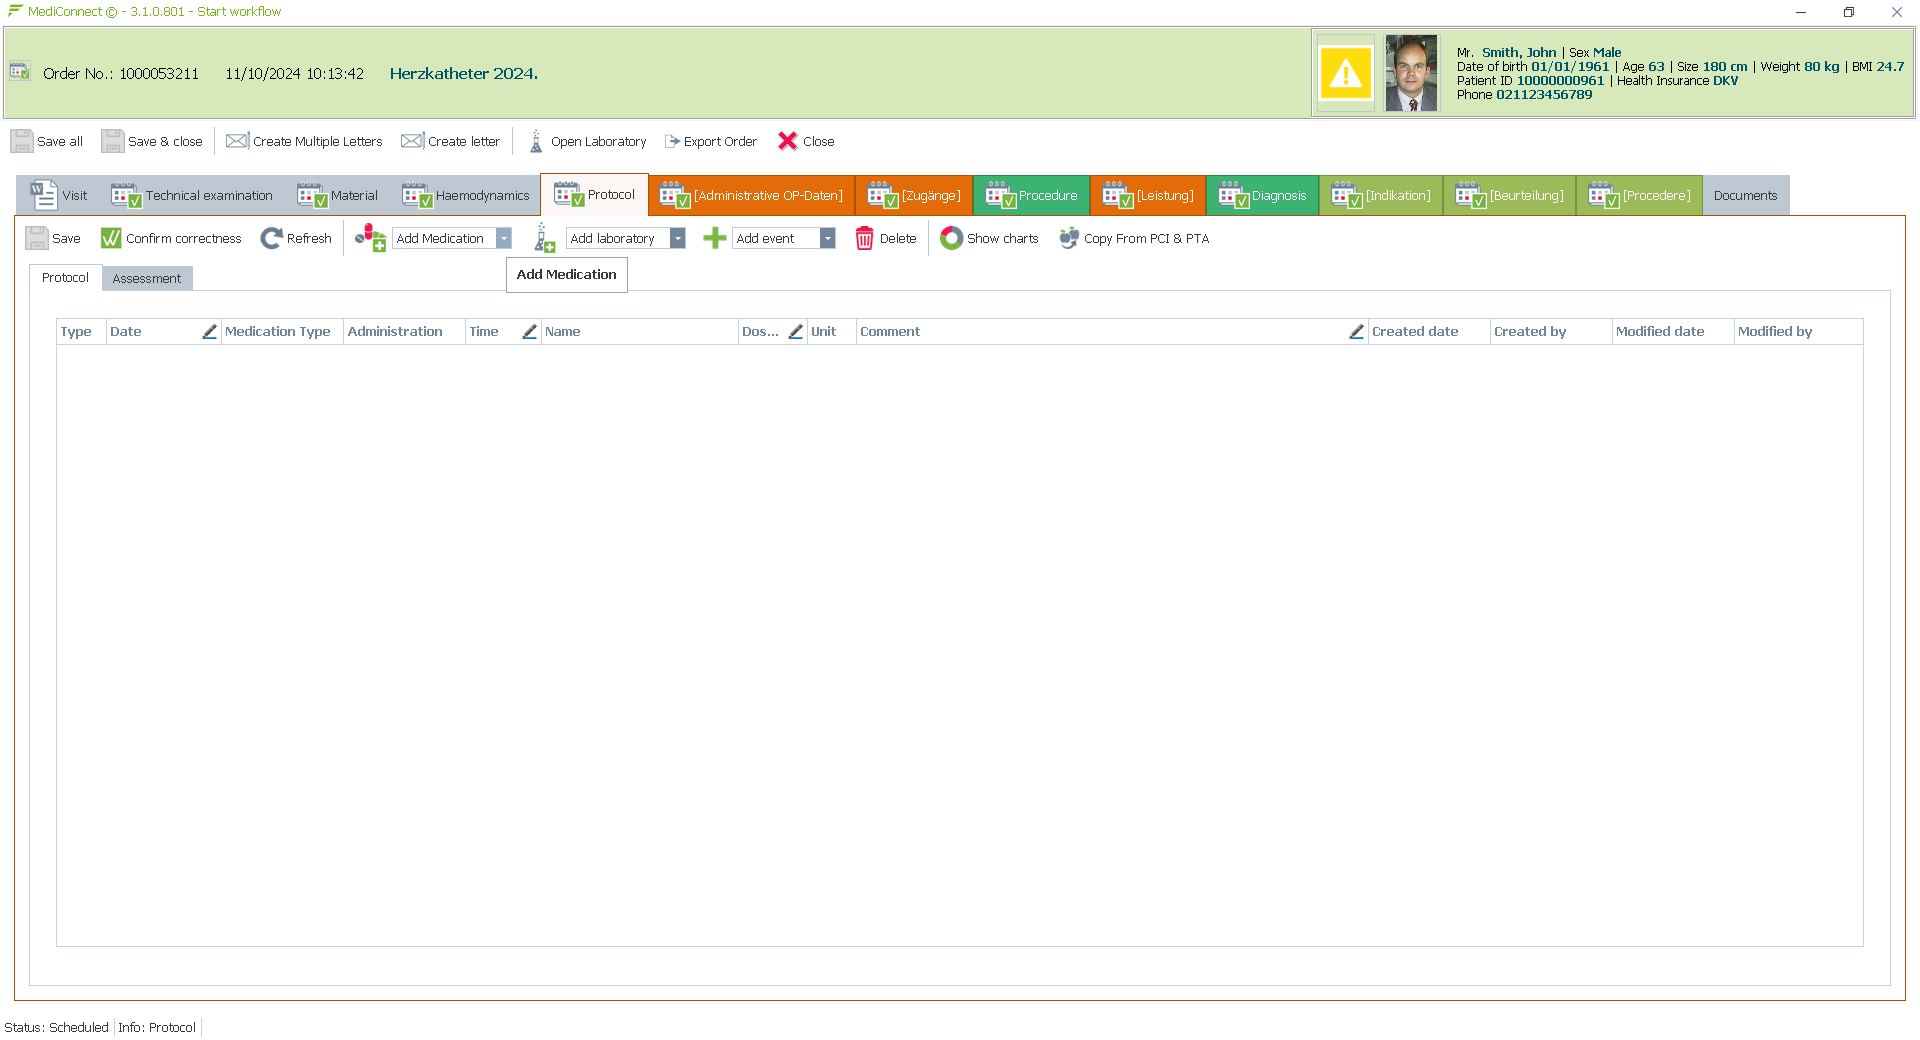 MediConnect © - 3.1.0.801 - Start workflow
Order No.: 1000053211 11/10/2024 10:13:42 Herzkatheter 2024.
Mr. Smith, John | Sex Male
Date of birth 01/01/1961 | Age 63 | Size 180 cm | Weight 80 kg | BMI 24.7
Patient ID 10000000961 | Health Insurance DKV
Phone 021123456789
Save all Save & close Create Multiple Letters Create letter Open Laboratory Export Order Close
Visit Technical examination Material Haemodynamics Protocol [Administrative OP-Daten] [Zugänge] Procedure [Leistung] Diagnosis [Indikation] [Beurteilung] [Procedere] Documents
Save Confirm correctness Refresh Add Medication Add laboratory Add event Delete Show charts Copy From PCI & PTA
Add Medication
Protocol Assessment
Type Date Medication Type Administration Time Name Dos... Unit Comment Created date Created by Modified date Modified by
Status: Scheduled Info: Protocol